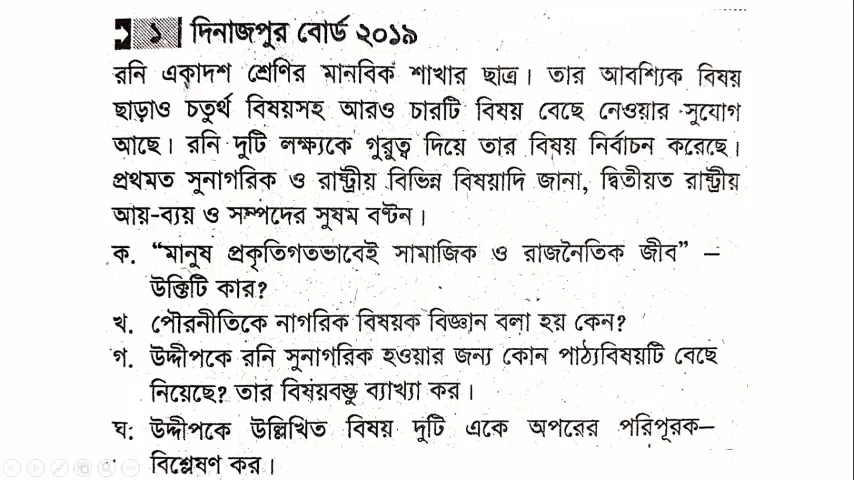 ১ দিনাজপুর বোর্ড ২০১৯
রনি একাদশ শ্রেণির মানবিক শাখার ছাত্র। তার আবশ্যিক বিষয়
ছাড়াও চতুর্থ বিষয়সহ আরও চারটি বিষয় বেছে নেওয়ার সুযোগ
আছে। রনি দুটি লক্ষ্যকে গুরুত্ব দিয়ে তার বিষয় নির্বাচন করেছে।
প্রথমত সুনাগরিক ও রাষ্ট্রীয় বিভিন্ন বিষয়াদি জানা, দ্বিতীয়ত রাষ্ট্রীয়
আয়-ব্যয় ও সম্পদের সুষম বণ্টন।
ক. “মানুষ প্রকৃতিগতভাবেই সামাজিক ও রাজনৈতিক জীব” –
উক্তিটি কার?
খ. পৌরনীতিকে নাগরিক বিষয়ক বিজ্ঞান বলা হয় কেন?
গ. উদ্দীপকে রনি সুনাগরিক হওয়ার জন্য কোন পাঠ্যবিষয়টি বেছে
নিয়েছে? তার বিষয়বস্তু ব্যাখ্যা কর।
ঘ. উদ্দীপকে উল্লিখিত বিষয় দুটি একে অপরের পরিপূরক–
বিশ্লেষণ কর।